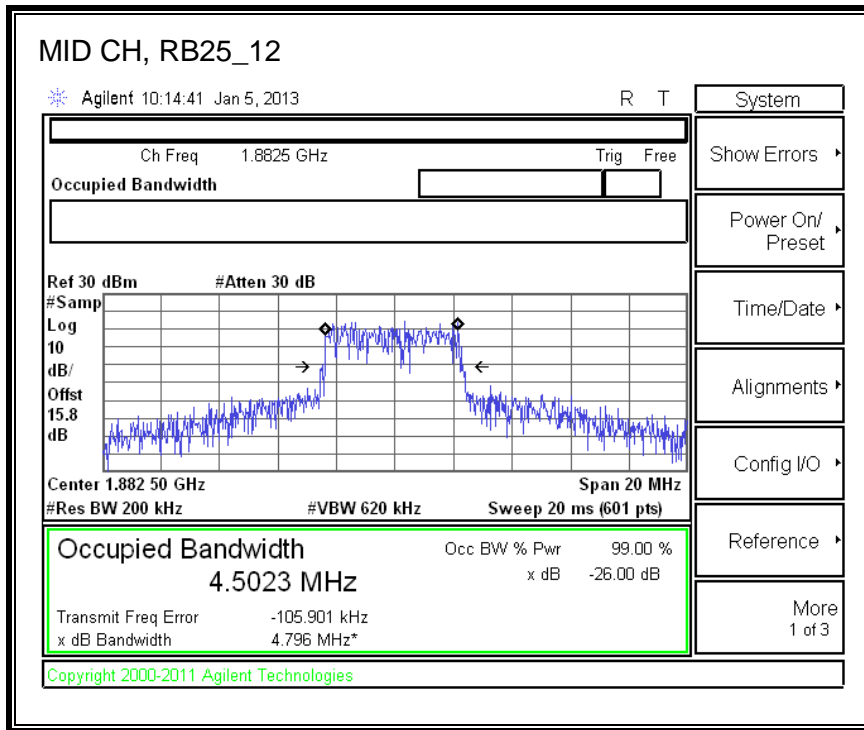 MID CH, RB25_12
Agilent 10:14:41 Jan 5, 2013 R T
Ch Freq 1.8825 GHz Trig Free
Occupied Bandwidth
Ref 30 dBm #Atten 30 dB
#Samp
Log
10
dB/
Offst
15.8
dB
Center 1.882 50 GHz Span 20 MHz
#Res BW 200 kHz #VBW 620 kHz Sweep 20 ms (601 pts)
Occupied Bandwidth Occ BW % Pwr 99.00 %
4.5023 MHz x dB -26.00 dB
Transmit Freq Error -105.901 kHz
x dB Bandwidth 4.796 MHz*
Copyright 2000-2011 Agilent Technologies
System
Show Errors
Power On/
Preset
Time/Date
Alignments
Config I/O
Reference
More
1 of 3